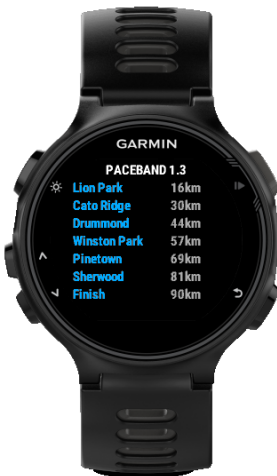 GARMIN
PACEBAND 1.3
Lion Park 16km
Cato Ridge 30km
Drummond 44km
Winston Park 57km
Pinetown 69km
Sherwood 81km
Finish 90km